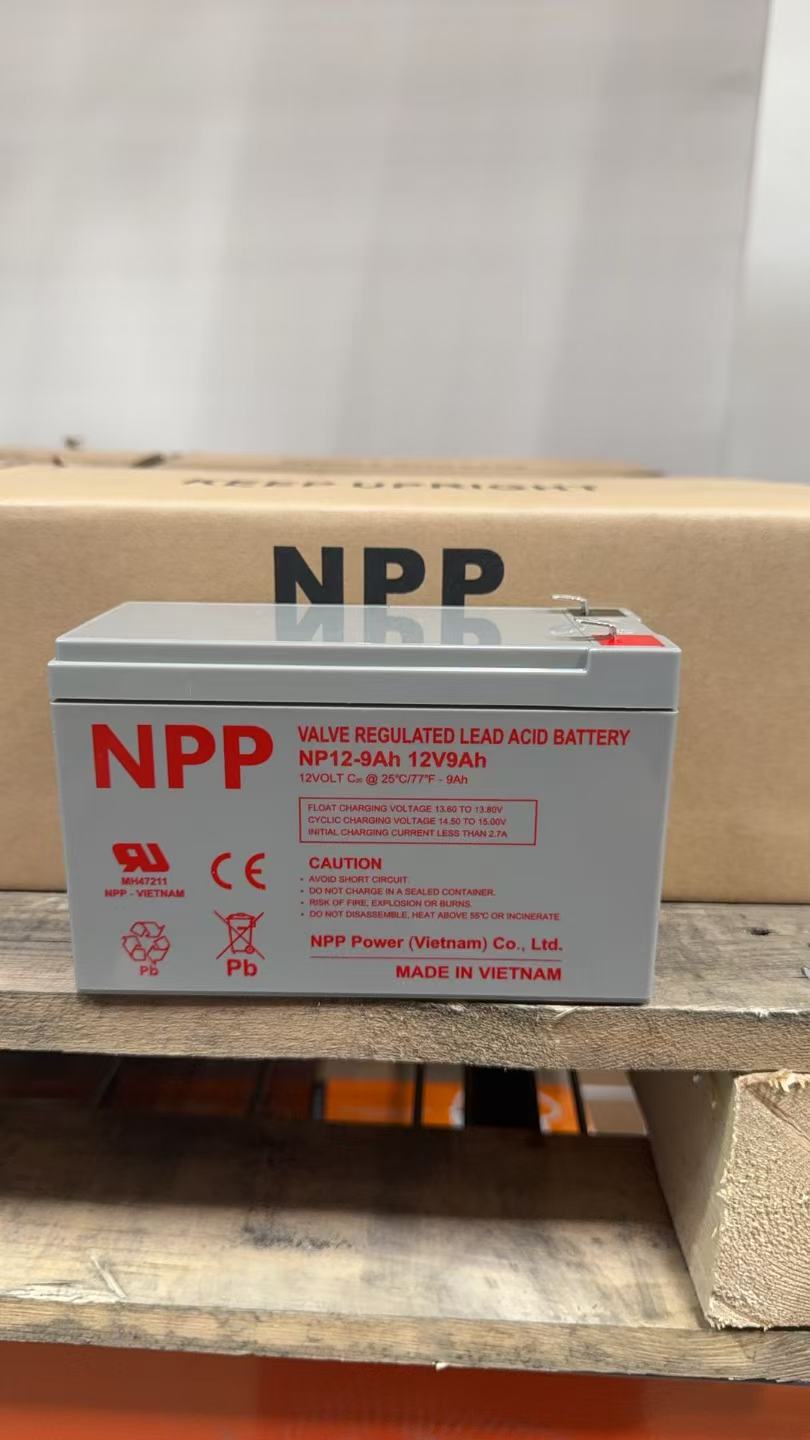 KEEP UPRIGHT
NPP
NPP
VALVE REGULATED LEAD ACID BATTERY
NP12-9Ah 12V9Ah
12VOLT C₂₀ @ 25°C/77°F - 9Ah
FLOAT CHARGING VOLTAGE 13.60 TO 13.80V
CYCLIC CHARGING VOLTAGE 14.50 TO 15.00V
INITIAL CHARGING CURRENT LESS THAN 2.7A
MH47211
NPP - VIETNAM
CE
CAUTION
• AVOID SHORT CIRCUIT.
• DO NOT CHARGE IN A SEALED CONTAINER.
• RISK OF FIRE, EXPLOSION OR BURNS.
• DO NOT DISASSEMBLE, HEAT ABOVE 55°C OR INCINERATE
Pb
Pb
NPP Power (Vietnam) Co., Ltd.
MADE IN VIETNAM